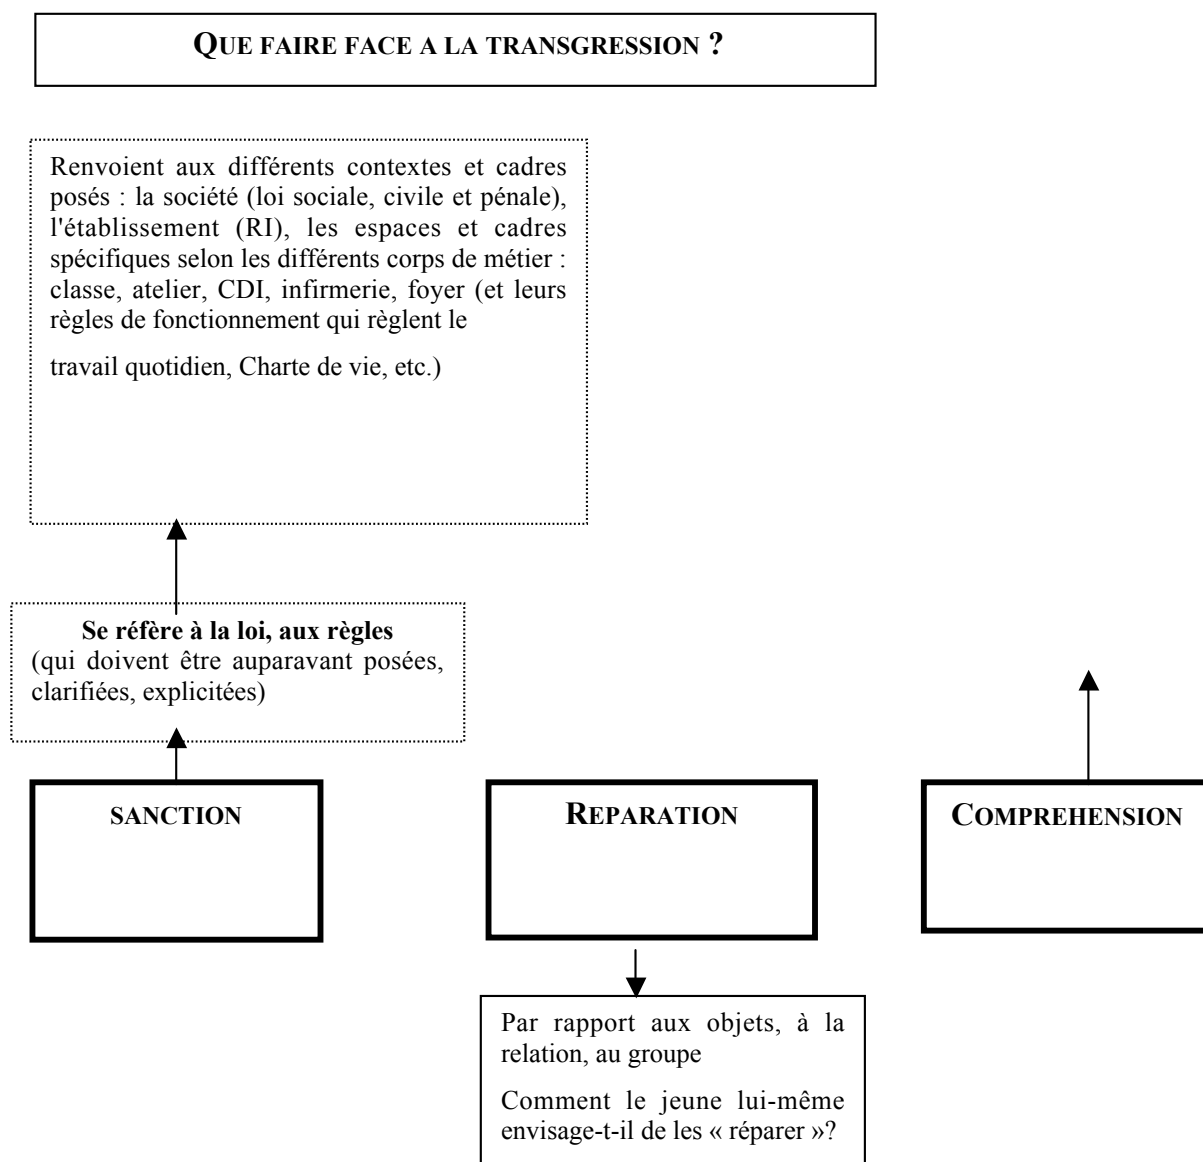 QUE FAIRE FACE A LA TRANSGRESSION ?
Renvoient aux différents contextes et cadres
posés : la société (loi sociale, civile et pénale),
l'établissement (RI), les espaces et cadres
spécifiques selon les différents corps de métier :
classe, atelier, CDI, infirmerie, foyer (et leurs
règles de fonctionnement qui règlent le
travail quotidien, Charte de vie, etc.)
Se réfère à la loi, aux règles
(qui doivent être auparavant posées,
clarifiées, explicitées)
SANCTION
REPARATION
COMPREHENSION
Par rapport aux objets, à la
relation, au groupe
Comment le jeune lui-même
envisage-t-il de les « réparer »?